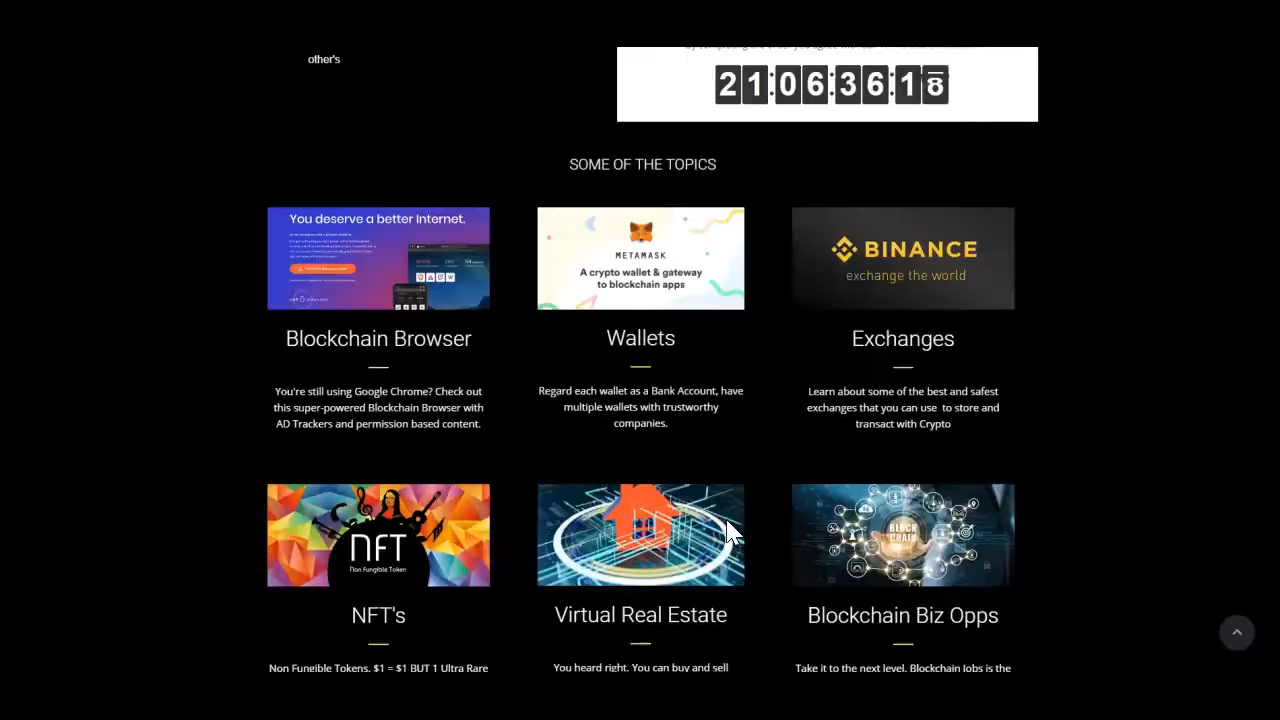 other's
21:06:36:18
SOME OF THE TOPICS
You deserve a better Internet.
METAMASK
A crypto wallet & gateway
to blockchain apps
BINANCE
exchange the world
Blockchain Browser
Wallets
Exchanges
You're still using Google Chrome? Check out
this super-powered Blockchain Browser with
AD Trackers and permission based content.
Regard each wallet as a Bank Account, have
multiple wallets with trustworthy
companies.
Learn about some of the best and safest
exchanges that you can use to store and
transact with Crypto
NFT
Non Fungible Token
BLOCK
CHAIN
NFT's
Virtual Real Estate
Blockchain Biz Opps
Non Fungible Tokens. $1 = $1 BUT 1 Ultra Rare
You heard right. You can buy and sell
Take it to the next level. Blockchain Jobs is the